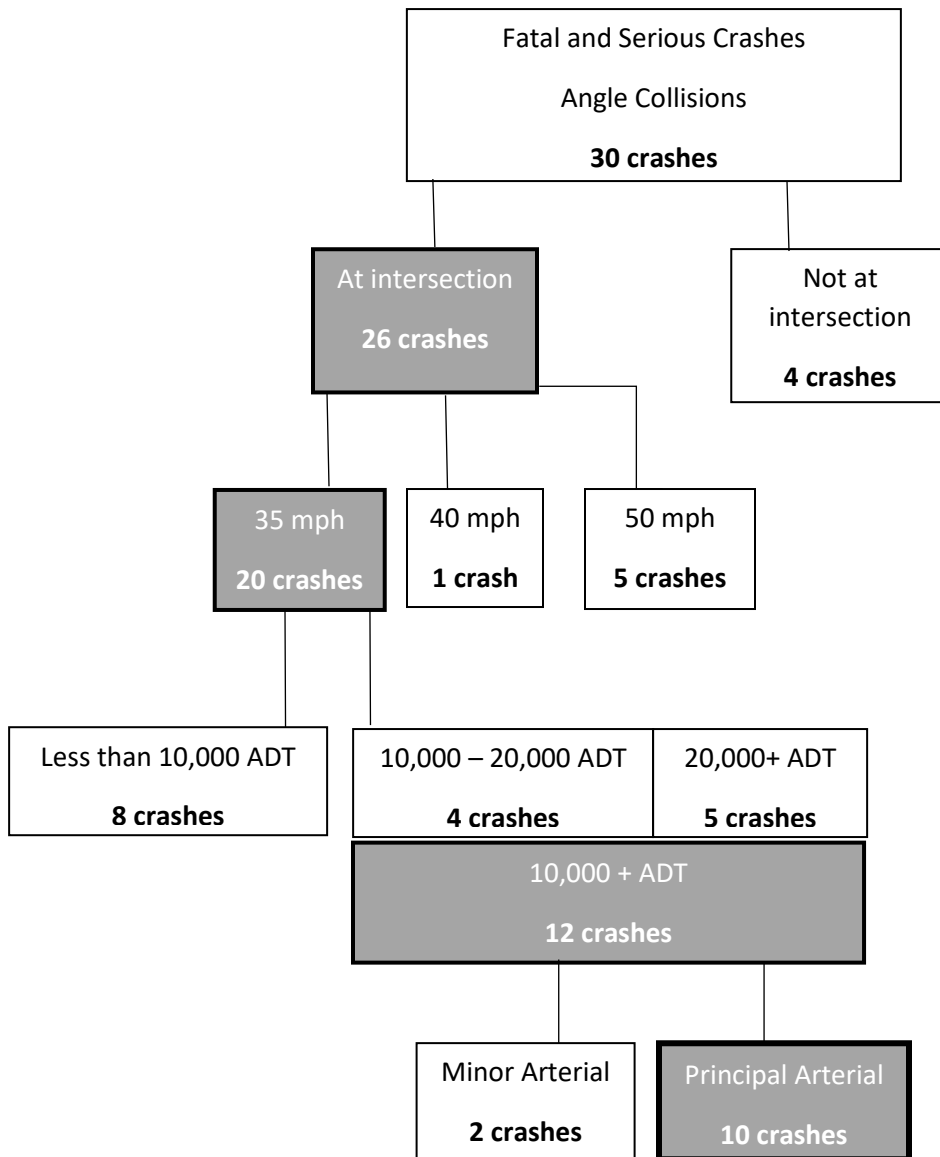 Fatal and Serious Crashes
Angle Collisions
30 crashes
At intersection
26 crashes
Not at
intersection
4 crashes
35 mph
20 crashes
40 mph
1 crash
50 mph
5 crashes
Less than 10,000 ADT
8 crashes
10,000 – 20,000 ADT
4 crashes
20,000+ ADT
5 crashes
10,000 + ADT
12 crashes
Minor Arterial
2 crashes
Principal Arterial
10 crashes